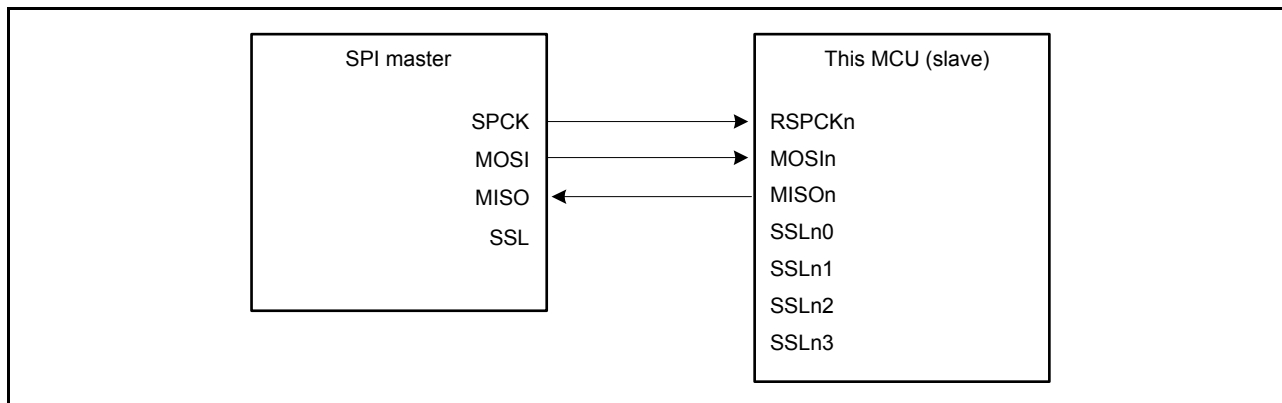 SPI master
SPCK
MOSI
MISO
SSL
This MCU (slave)
RSPCKn
MOSIn
MISOn
SSLn0
SSLn1
SSLn2
SSLn3